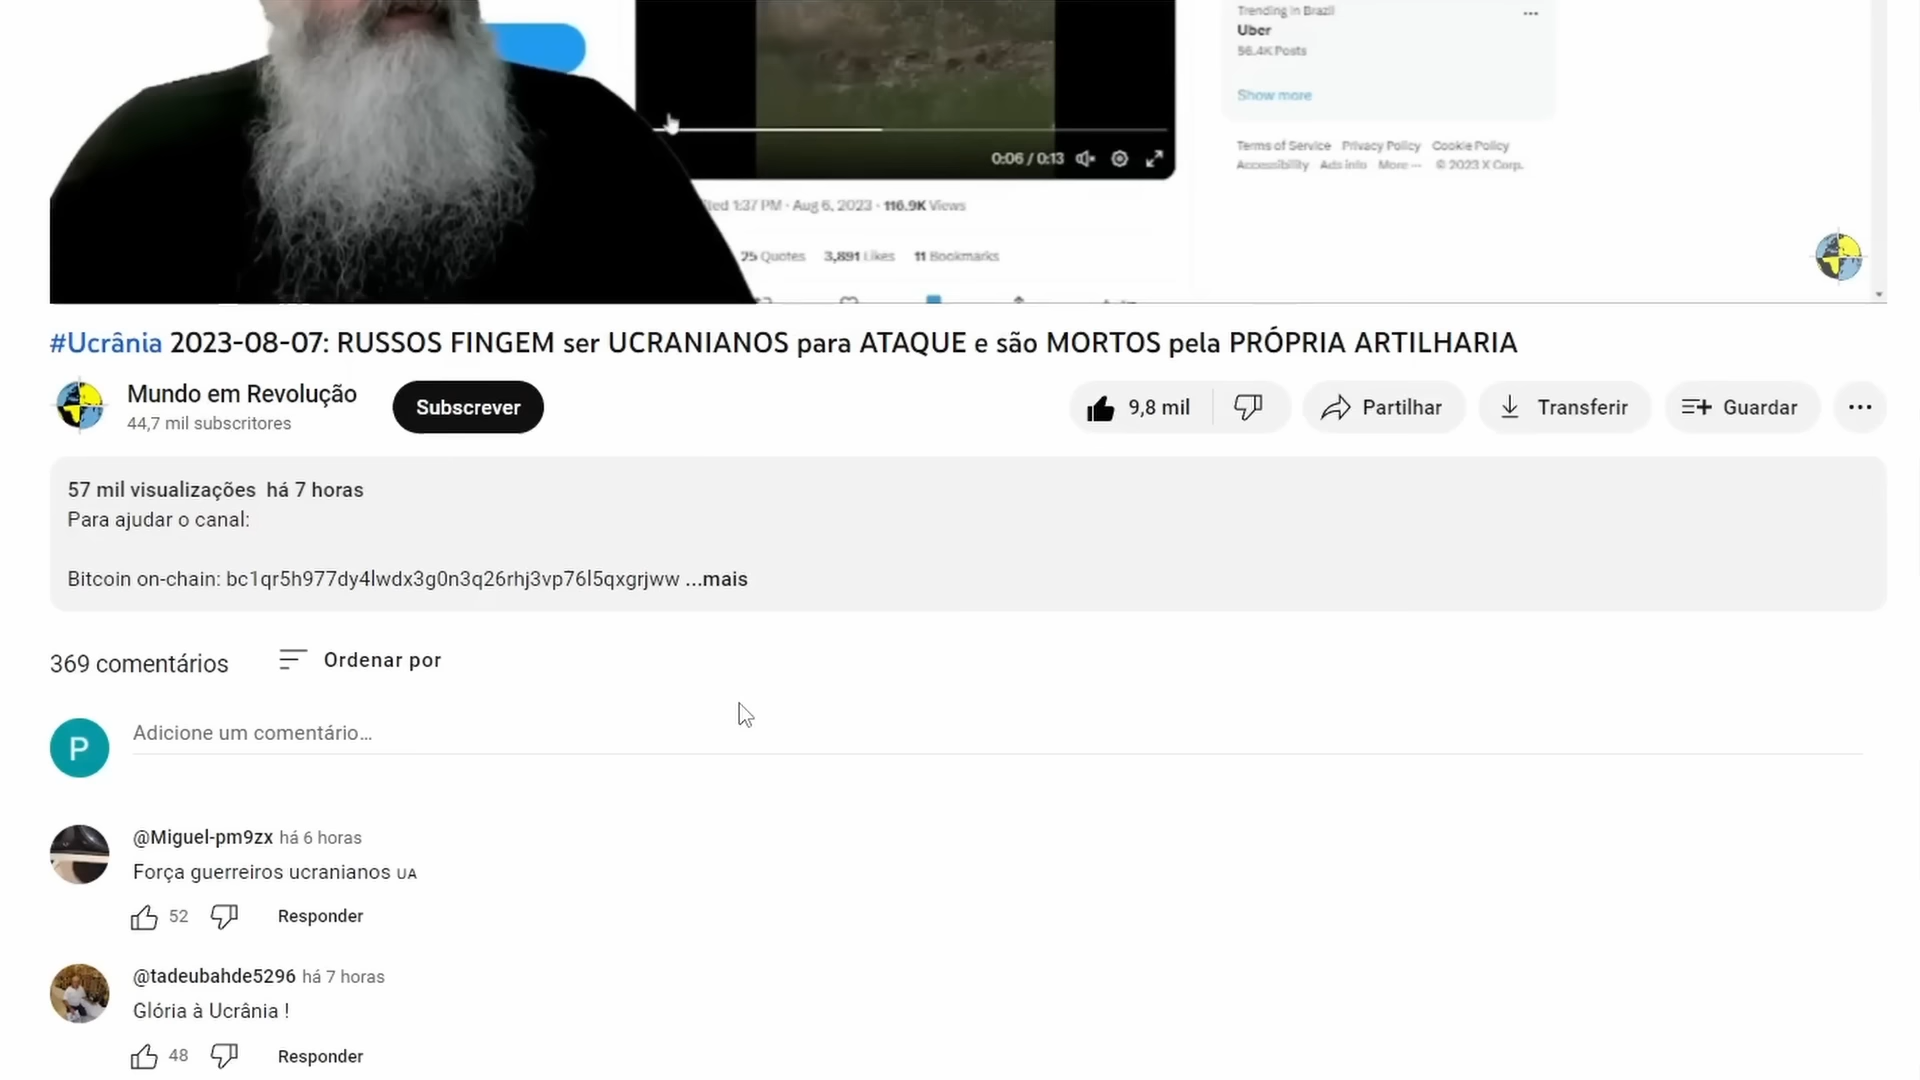 Trending in Brazil
Uber
56.4K Posts
Show more
0:06 / 0:13
Terms of Service Privacy Policy Cookie Policy
Accessibility Ads info More ··· © 2023 X Corp.
1:37 PM · Aug 6, 2023 · 116.9K Views
25 Quotes 3,891 Likes 11 Bookmarks
#Ucrânia 2023-08-07: RUSSOS FINGEM ser UCRANIANOS para ATAQUE e são MORTOS pela PRÓPRIA ARTILHARIA
Mundo em Revolução
44,7 mil subscritores
Subscrever
9,8 mil
Partilhar
Transferir
Guardar
57 mil visualizações há 7 horas
Para ajudar o canal:
Bitcoin on-chain: bc1qr5h977dy4lwdx3g0n3q26rhj3vp76l5qxgrjww ...mais
369 comentários
Ordenar por
P
Adicione um comentário...
@Miguel-pm9zx há 6 horas
Força guerreiros ucranianos UA
52
Responder
@tadeubahde5296 há 7 horas
Glória à Ucrânia !
48
Responder